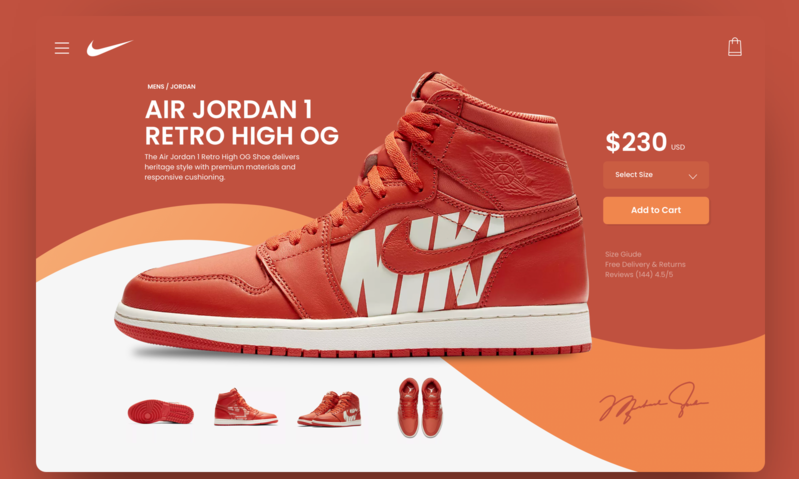 MENS / JORDAN
AIR JORDAN 1
RETRO HIGH OG
The Air Jordan 1 Retro High OG Shoe delivers
heritage style with premium materials and
responsive cushioning.
$230 USD
Select Size
Add to Cart
Size Giude
Free Delivery & Returns
Reviews (144) 4.5/5